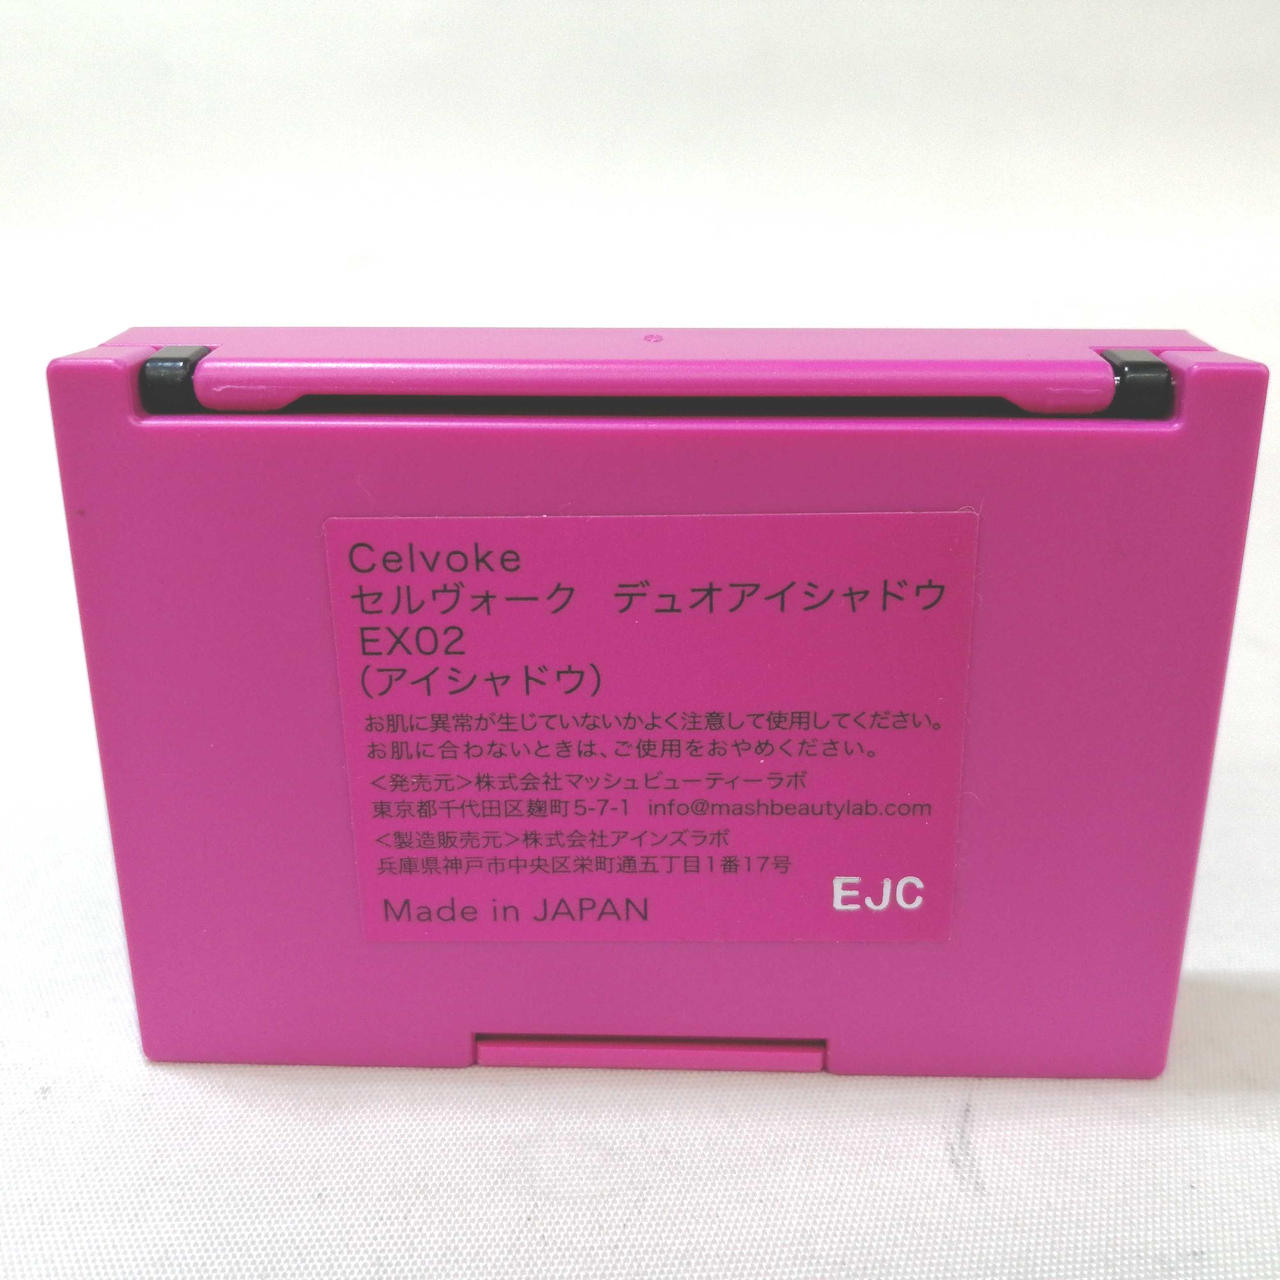 Celvoke
セルヴォーク デュオアイシャドウ
EX02
(アイシャドウ)
お肌に異常が生じていないかよく注意して使用してください。
お肌に合わないときは、ご使用をおやめください。
<発売元>株式会社マッシュビューティーラボ
東京都千代田区麹町5-7-1 info@mashbeautylab.com
<製造販売元>株式会社アインズラボ
兵庫県神戸市中央区栄町通五丁目1番17号
Made in JAPAN
EJC